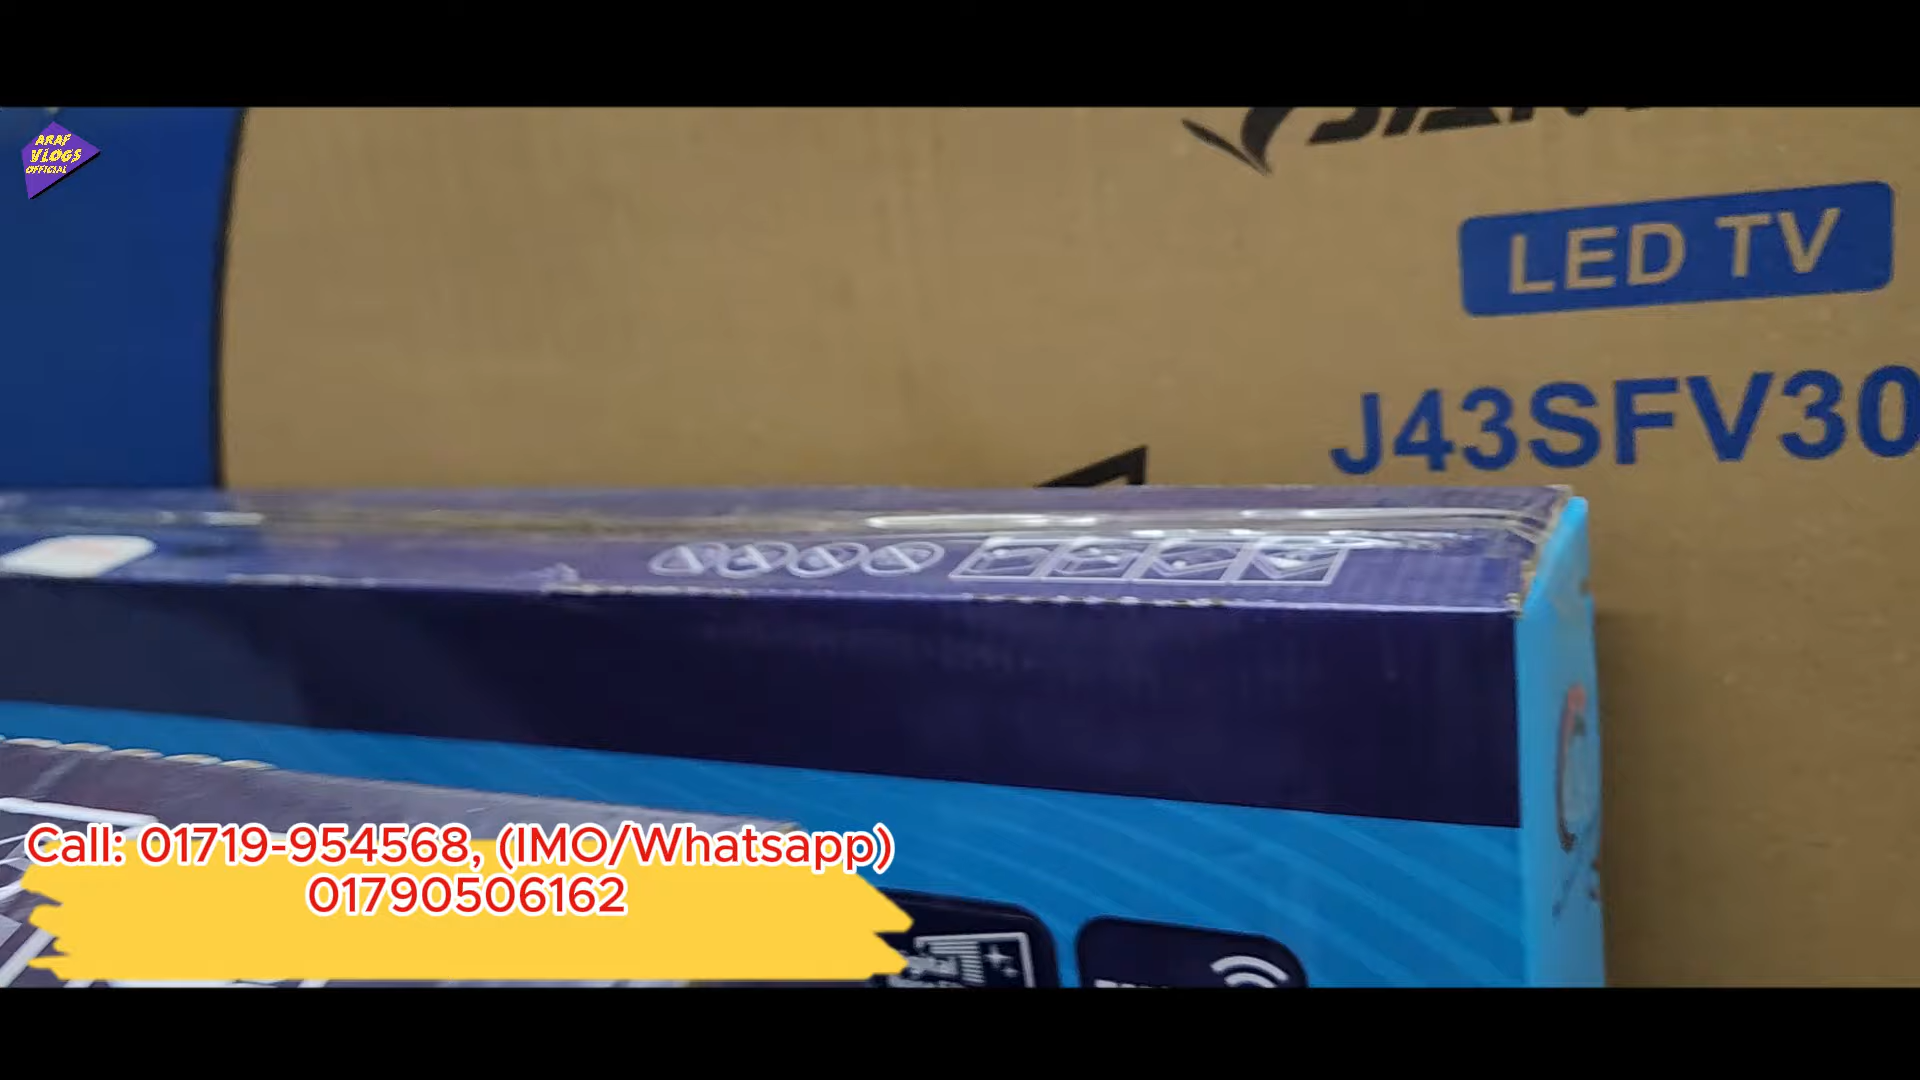 ARAF
VLOGS
OFFICIAL
LED TV
J43SFV30
Call: 01719-954568, (IMO/Whatsapp)
01790506162